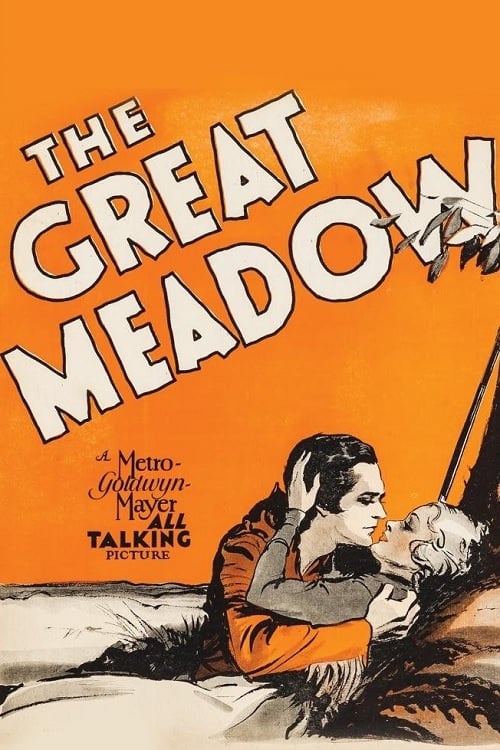 THE
GREAT
MEADOW
A Metro-
Goldwyn-
Mayer
ALL
TALKING
PICTURE